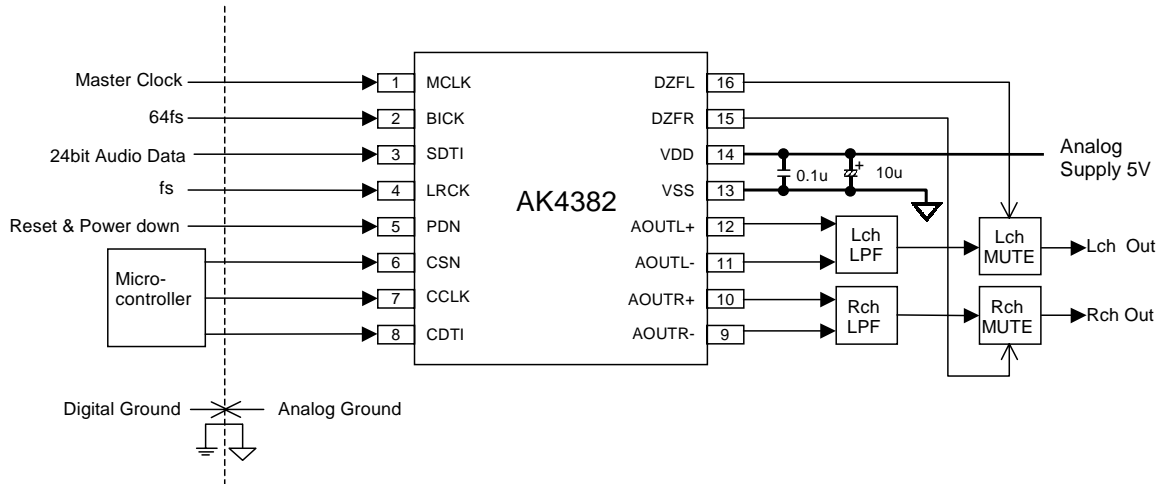 Master Clock
1
MCLK
DZFL
16
64fs
2
BICK
DZFR
15
24bit Audio Data
3
SDTI
VDD
14
Analog
Supply 5V
0.1u
+
10u
fs
4
LRCK
AK4382
VSS
13
Reset & Power down
5
PDN
AOUTL+
12
Lch
LPF
Lch
MUTE
Lch Out
Micro-
controller
6
CSN
AOUTL-
11
7
CCLK
AOUTR+
10
Rch
LPF
Rch
MUTE
Rch Out
8
CDTI
AOUTR-
9
Digital Ground
Analog Ground